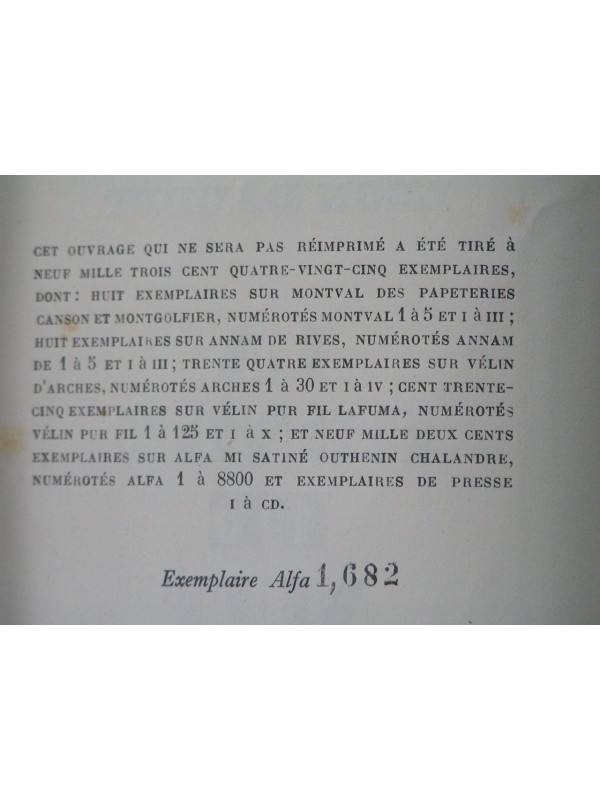 CET OUVRAGE QUI NE SERA PAS RÉIMPRIMÉ A ÉTÉ TIRÉ à
NEUF MILLE TROIS CENT QUATRE-VINGT-CINQ EXEMPLAIRES,
DONT : HUIT EXEMPLAIRES SUR MONTVAL DES PAPETERIES
CANSON ET MONTGOLFIER, NUMÉROTÉS MONTVAL 1 à 5 ET I à III ;
HUIT EXEMPLAIRES SUR ANNAM DE RIVES, NUMÉROTÉS ANNAM
DE 1 à 5 ET I à III ; TRENTE QUATRE EXEMPLAIRES SUR VÉLIN
D'ARCHES, NUMÉROTÉS ARCHES 1 à 30 ET I à IV ; CENT TRENTE-
CINQ EXEMPLAIRES SUR VÉLIN PUR FIL LAFUMA, NUMÉROTÉS
VÉLIN PUR FIL 1 à 125 ET I à X ; ET NEUF MILLE DEUX CENTS
EXEMPLAIRES SUR ALFA MI SATINÉ OUTHENIN CHALANDRE,
NUMÉROTÉS ALFA 1 à 8800 ET EXEMPLAIRES DE PRESSE
I à CD.
Exemplaire Alfa 1,682